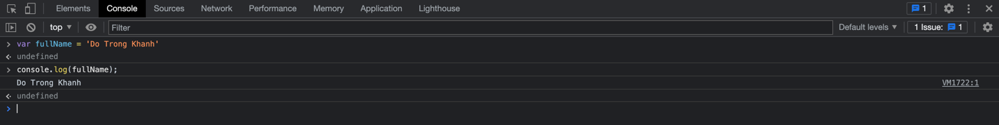 Elements Console Sources Network Performance Memory Application Lighthouse 1
top Filter Default levels 1 Issue: 1
var fullName = 'Do Trong Khanh'
undefined
console.log(fullName);
Do Trong Khanh VM1722:1
undefined